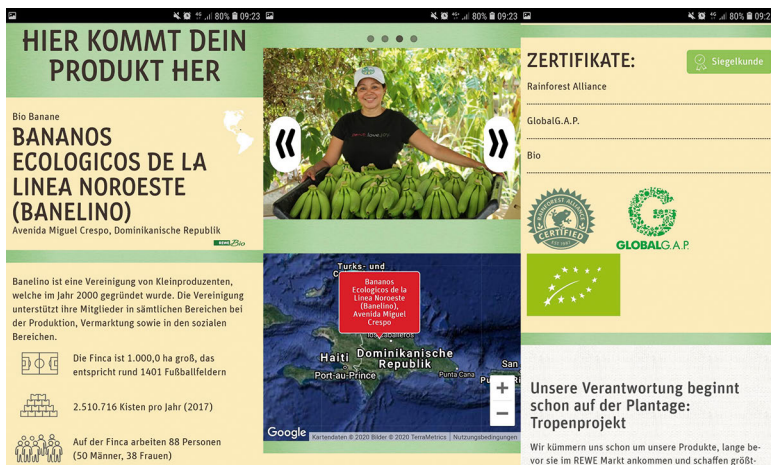 4G 80% 09:23
HIER KOMMT DEIN
PRODUKT HER
Bio Banane
BANANOS
ECOLOGICOS DE LA
LINEA NOROESTE
(BANELINO)
Avenida Miguel Crespo, Dominikanische Republik
REWE Bio
Banelino ist eine Vereinigung von Kleinproduzenten,
welche im Jahr 2000 gegründet wurde. Die Vereinigung
unterstützt ihre Mitglieder in sämtlichen Bereichen bei
der Produktion, Vermarktung sowie in den sozialen
Bereichen.
Die Finca ist 1.000,0 ha groß, das
entspricht rund 1401 Fußballfeldern
2.510.716 Kisten pro Jahr (2017)
Auf der Finca arbeiten 88 Personen
(50 Männer, 38 Frauen)
4G+ 80% 09:23
Turks- und
Bananos
Ecologicos de la
Linea Noroeste
(Banelino),
Avenida Miguel
Crespo
Haiti
Dominikanische
Republik
Port-au-Prince
Punta Cana
San
+
−
Google
Kartendaten © 2020 Bilder © 2020 TerraMetrics
Nutzungsbedingungen
80% 09:2
ZERTIFIKATE:
Siegelkunde
Rainforest Alliance
GlobalG.A.P.
Bio
RAINFOREST ALLIANCE
CERTIFIED
GLOBALG.A.P.
Unsere Verantwortung beginnt
schon auf der Plantage:
Tropenprojekt
Wir kümmern uns schon um unsere Produkte, lange be-
vor sie im REWE Markt ankommen und schaffen größt-